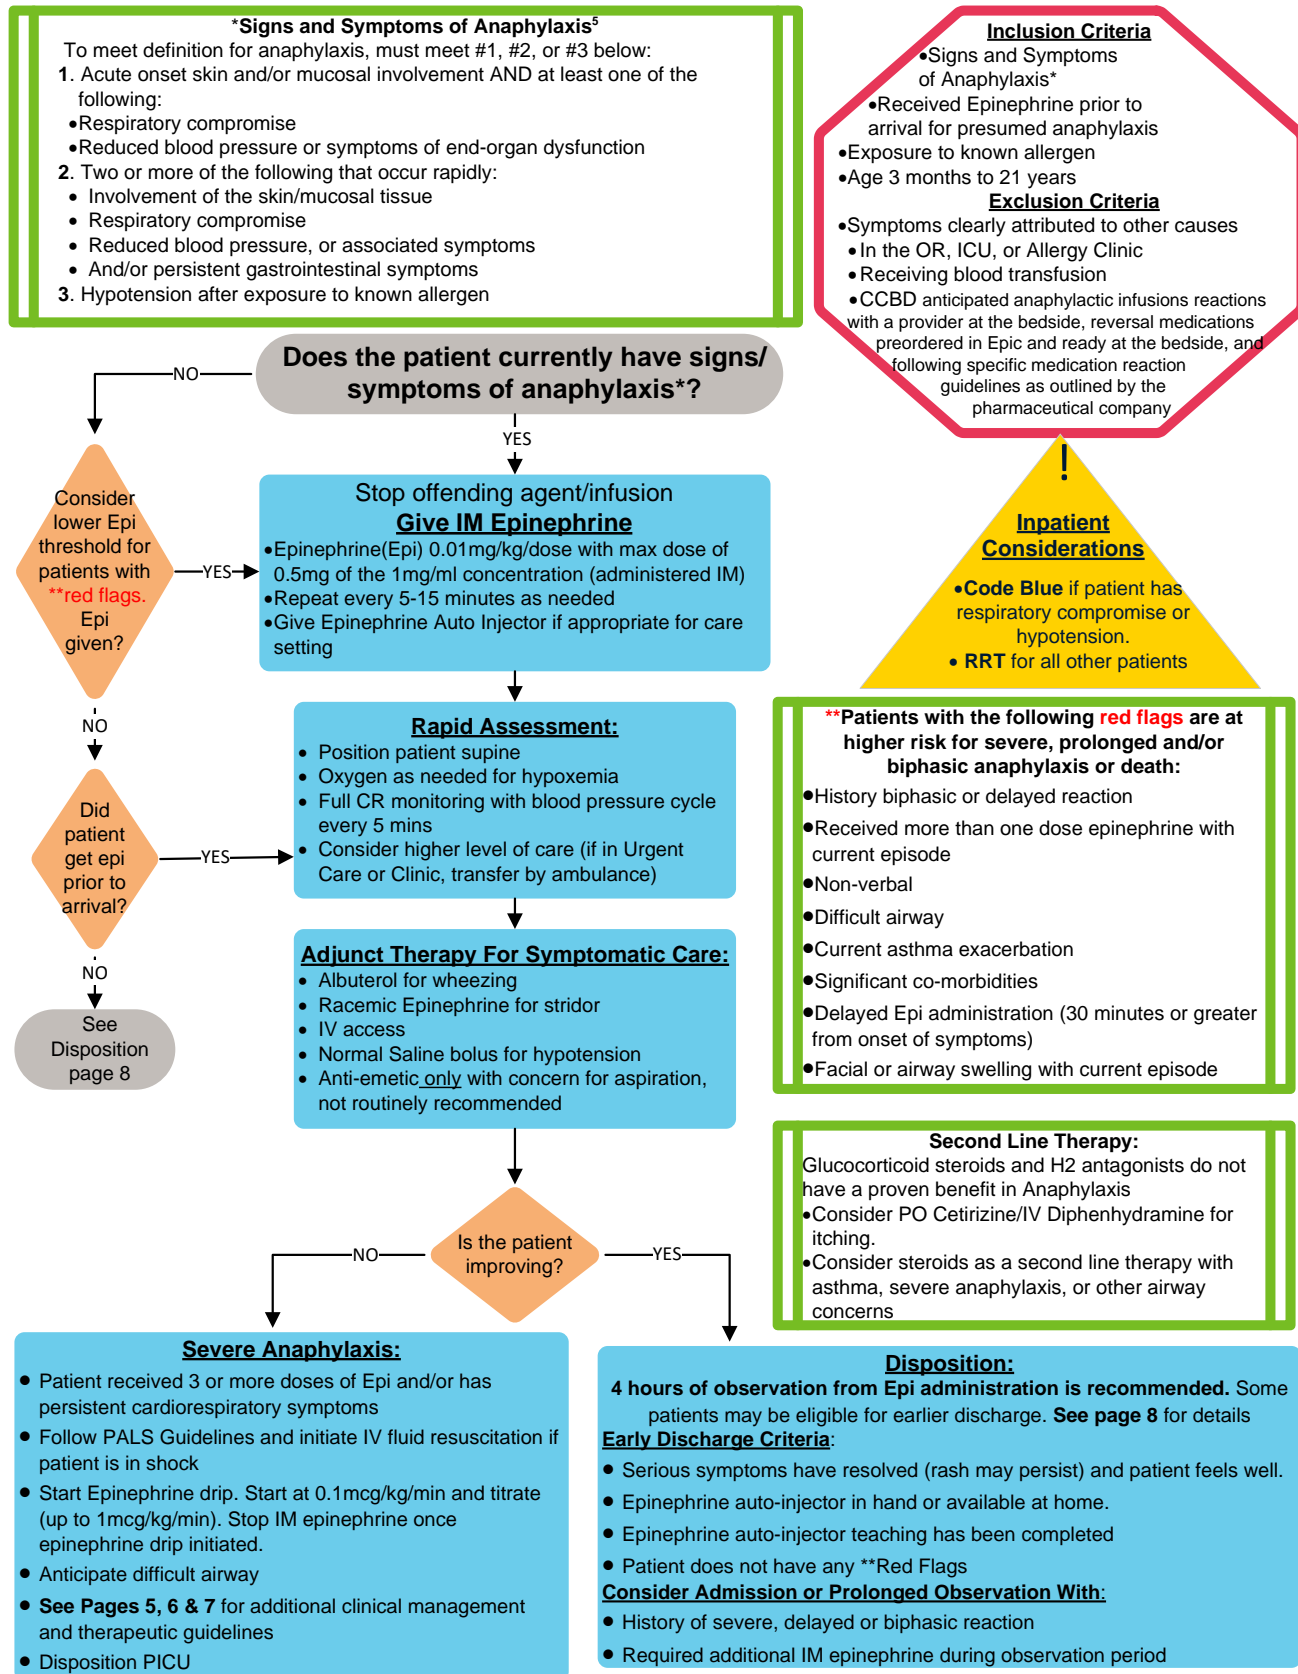 *Signs and Symptoms of Anaphylaxis5
To meet definition for anaphylaxis, must meet #1, #2, or #3 below:
1. Acute onset skin and/or mucosal involvement AND at least one of the
following:
•Respiratory compromise
•Reduced blood pressure or symptoms of end-organ dysfunction
2. Two or more of the following that occur rapidly:
• Involvement of the skin/mucosal tissue
• Respiratory compromise
• Reduced blood pressure, or associated symptoms
• And/or persistent gastrointestinal symptoms
3. Hypotension after exposure to known allergen
Inclusion Criteria
•Signs and Symptoms
of Anaphylaxis*
•Received Epinephrine prior to
arrival for presumed anaphylaxis
•Exposure to known allergen
•Age 3 months to 21 years
Exclusion Criteria
•Symptoms clearly attributed to other causes
•In the OR, ICU, or Allergy Clinic
•Receiving blood transfusion
•CCBD anticipated anaphylactic infusions reactions
with a provider at the bedside, reversal medications
preordered in Epic and ready at the bedside, and
following specific medication reaction
guidelines as outlined by the
pharmaceutical company
Does the patient currently have signs/
symptoms of anaphylaxis*?
NO
YES
Consider
lower Epi
threshold for
patients with
**red flags.
Epi
given?
YES
NO
Stop offending agent/infusion
Give IM Epinephrine
•Epinephrine(Epi) 0.01mg/kg/dose with max dose of
0.5mg of the 1mg/ml concentration (administered IM)
•Repeat every 5-15 minutes as needed
•Give Epinephrine Auto Injector if appropriate for care
setting
!
Inpatient
Considerations
•Code Blue if patient has
respiratory compromise or
hypotension.
• RRT for all other patients
Did
patient
get epi
prior to
arrival?
YES
NO
See
Disposition
page 8
Rapid Assessment:
• Position patient supine
• Oxygen as needed for hypoxemia
• Full CR monitoring with blood pressure cycle
every 5 mins
• Consider higher level of care (if in Urgent
Care or Clinic, transfer by ambulance)
Adjunct Therapy For Symptomatic Care:
• Albuterol for wheezing
• Racemic Epinephrine for stridor
• IV access
• Normal Saline bolus for hypotension
• Anti-emetic only with concern for aspiration,
not routinely recommended
**Patients with the following red flags are at
higher risk for severe, prolonged and/or
biphasic anaphylaxis or death:
•History biphasic or delayed reaction
•Received more than one dose epinephrine with
current episode
•Non-verbal
•Difficult airway
•Current asthma exacerbation
•Significant co-morbidities
•Delayed Epi administration (30 minutes or greater
from onset of symptoms)
•Facial or airway swelling with current episode
Second Line Therapy:
Glucocorticoid steroids and H2 antagonists do not
have a proven benefit in Anaphylaxis
•Consider PO Cetirizine/IV Diphenhydramine for
itching.
•Consider steroids as a second line therapy with
asthma, severe anaphylaxis, or other airway
concerns
Is the patient
improving?
NO
YES
Severe Anaphylaxis:
• Patient received 3 or more doses of Epi and/or has
persistent cardiorespiratory symptoms
• Follow PALS Guidelines and initiate IV fluid resuscitation if
patient is in shock
• Start Epinephrine drip. Start at 0.1mcg/kg/min and titrate
(up to 1mcg/kg/min). Stop IM epinephrine once
epinephrine drip initiated.
• Anticipate difficult airway
• See Pages 5, 6 & 7 for additional clinical management
and therapeutic guidelines
• Disposition PICU
Disposition:
4 hours of observation from Epi administration is recommended. Some
patients may be eligible for earlier discharge. See page 8 for details
Early Discharge Criteria:
• Serious symptoms have resolved (rash may persist) and patient feels well.
• Epinephrine auto-injector in hand or available at home.
• Epinephrine auto-injector teaching has been completed
• Patient does not have any **Red Flags
Consider Admission or Prolonged Observation With:
• History of severe, delayed or biphasic reaction
• Required additional IM epinephrine during observation period